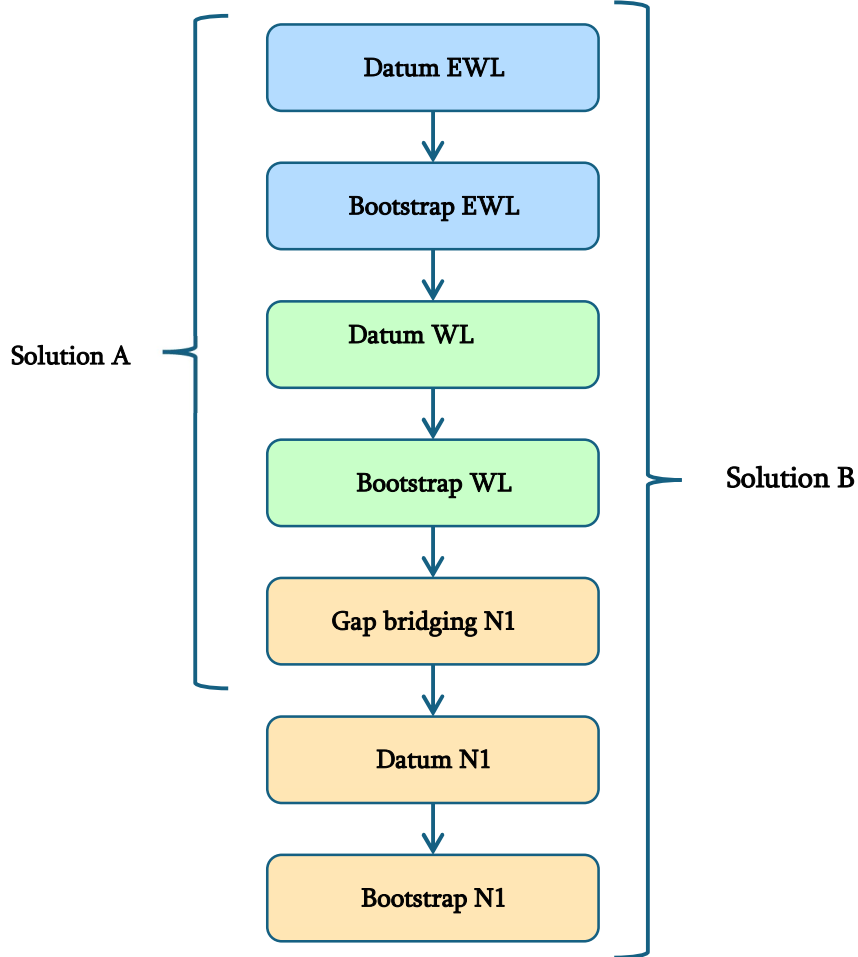 Datum EWL
Bootstrap EWL
Datum WL
Solution A
Bootstrap WL
Solution B
Gap bridging N1
Datum N1
Bootstrap N1